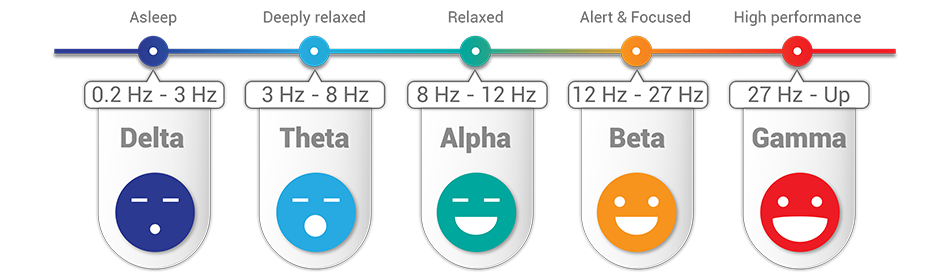 Asleep
Deeply relaxed
Relaxed
Alert & Focused
High performance
0.2 Hz - 3 Hz
3 Hz - 8 Hz
8 Hz - 12 Hz
12 Hz - 27 Hz
27 Hz - Up
Delta
Theta
Alpha
Beta
Gamma